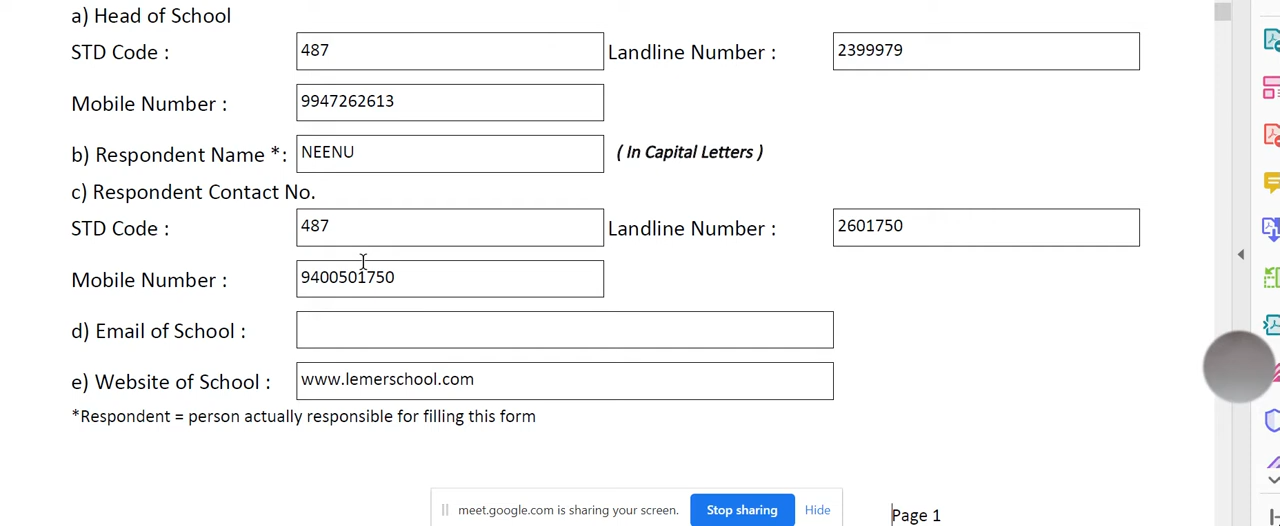 a) Head of School
STD Code : 487 Landline Number : 2399979
Mobile Number : 9947262613
b) Respondent Name *: NEENU ( In Capital Letters )
c) Respondent Contact No.
STD Code : 487 Landline Number : 2601750
Mobile Number : 9400501750
d) Email of School :
e) Website of School : www.lemerschool.com
*Respondent = person actually responsible for filling this form
meet.google.com is sharing your screen. Stop sharing Hide
Page 1